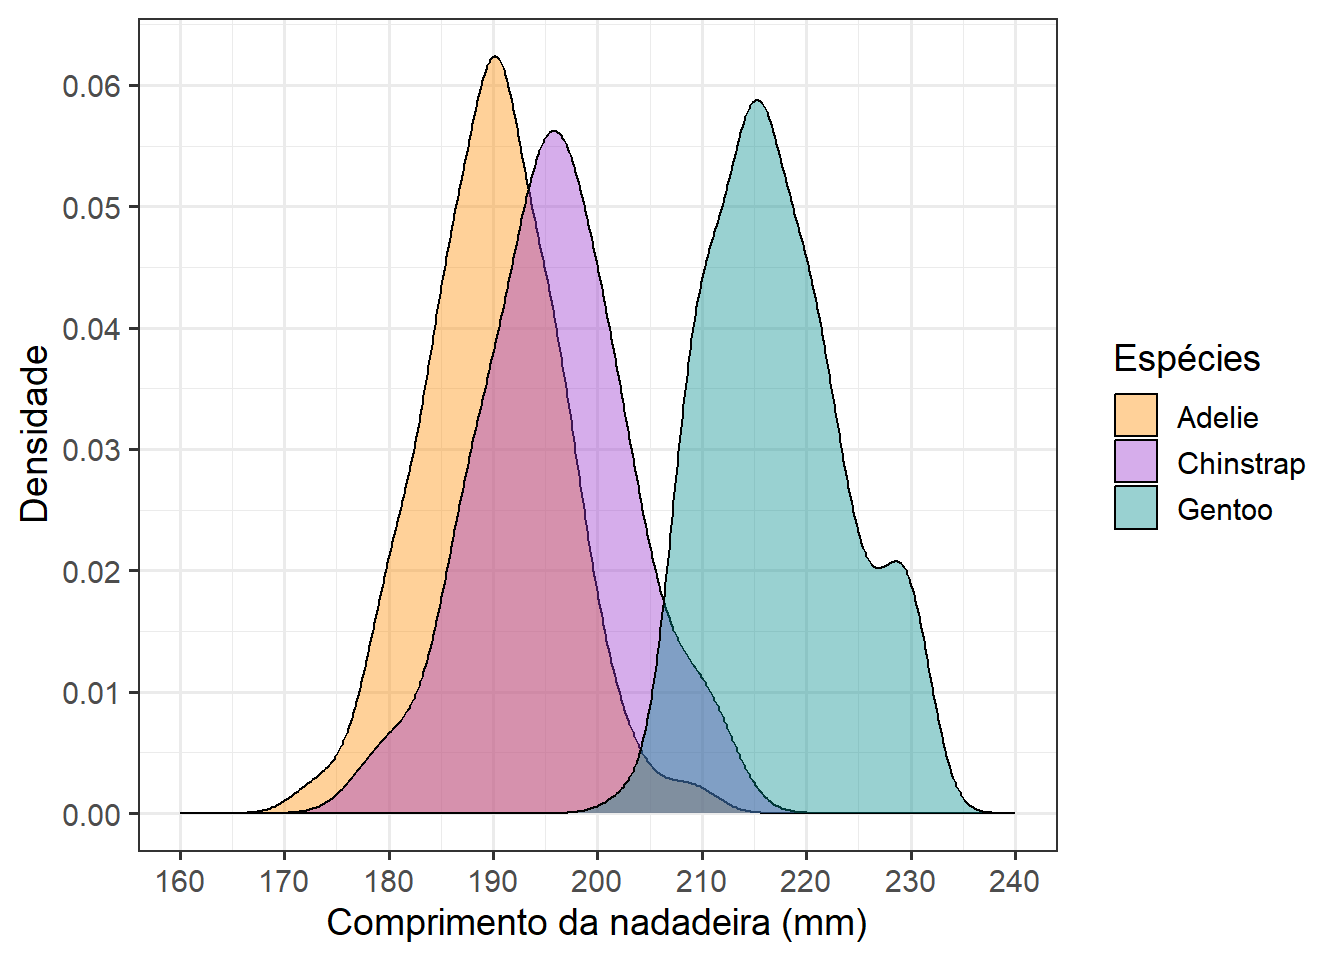 Densidade
0.06
0.05
0.04
0.03
0.02
0.01
0.00
160 170 180 190 200 210 220 230 240
Comprimento da nadadeira (mm)
Espécies
Adelie
Chinstrap
Gentoo